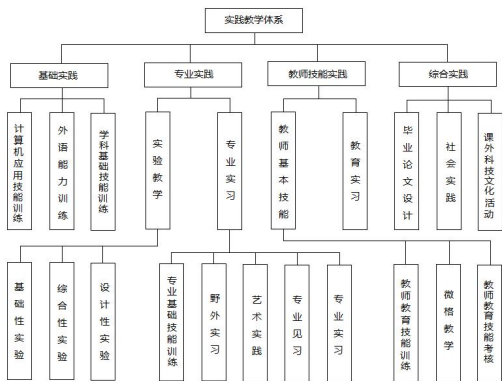 实践教学体系
基础实践
专业实践
教师技能实践
综合实践
计算机应用技能训练
外语能力训练
学科基础技能训练
实验教学
专业实习
教师基本技能
教育实习
毕业论文设计
社会实践
课外科技文化活动
基础性实验
综合性实验
设计性实验
专业基础技能训练
野外实习
艺术实践
专业见习
专业实习
教师教育技能训练
微格教学
教师教育技能考核